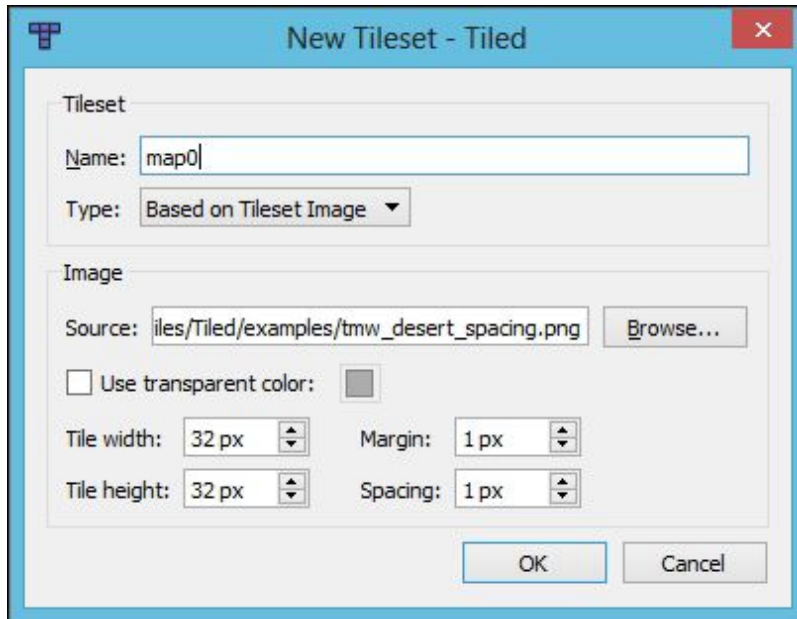 New Tileset - Tiled
Tileset
Name: map0
Type: Based on Tileset Image
Image
Source: iles/Tiled/examples/tmw_desert_spacing.png Browse...
Use transparent color:
Tile width: 32 px Margin: 1 px
Tile height: 32 px Spacing: 1 px
OK Cancel